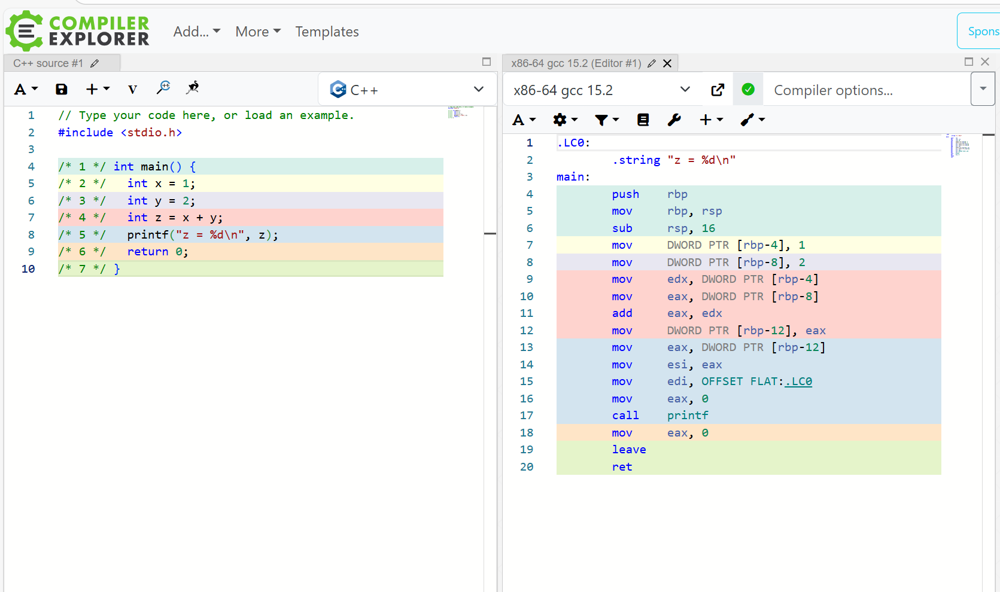 COMPILER
EXPLORER
Add...
More
Templates
Spons
C++ source #1
x86-64 gcc 15.2 (Editor #1)
A
V
C++
x86-64 gcc 15.2
Compiler options...
A
1 // Type your code here, or load an example.
2 #include <stdio.h>
3
4 /* 1 */ int main() {
5 /* 2 */   int x = 1;
6 /* 3 */   int y = 2;
7 /* 4 */   int z = x + y;
8 /* 5 */   printf("z = %d\n", z);
9 /* 6 */   return 0;
10 /* 7 */ }
1 .LC0:
2         .string "z = %d\n"
3 main:
4         push    rbp
5         mov     rbp, rsp
6         sub     rsp, 16
7         mov     DWORD PTR [rbp-4], 1
8         mov     DWORD PTR [rbp-8], 2
9         mov     edx, DWORD PTR [rbp-4]
10         mov     eax, DWORD PTR [rbp-8]
11         add     eax, edx
12         mov     DWORD PTR [rbp-12], eax
13         mov     eax, DWORD PTR [rbp-12]
14         mov     esi, eax
15         mov     edi, OFFSET FLAT:.LC0
16         mov     eax, 0
17         call    printf
18         mov     eax, 0
19         leave
20         ret